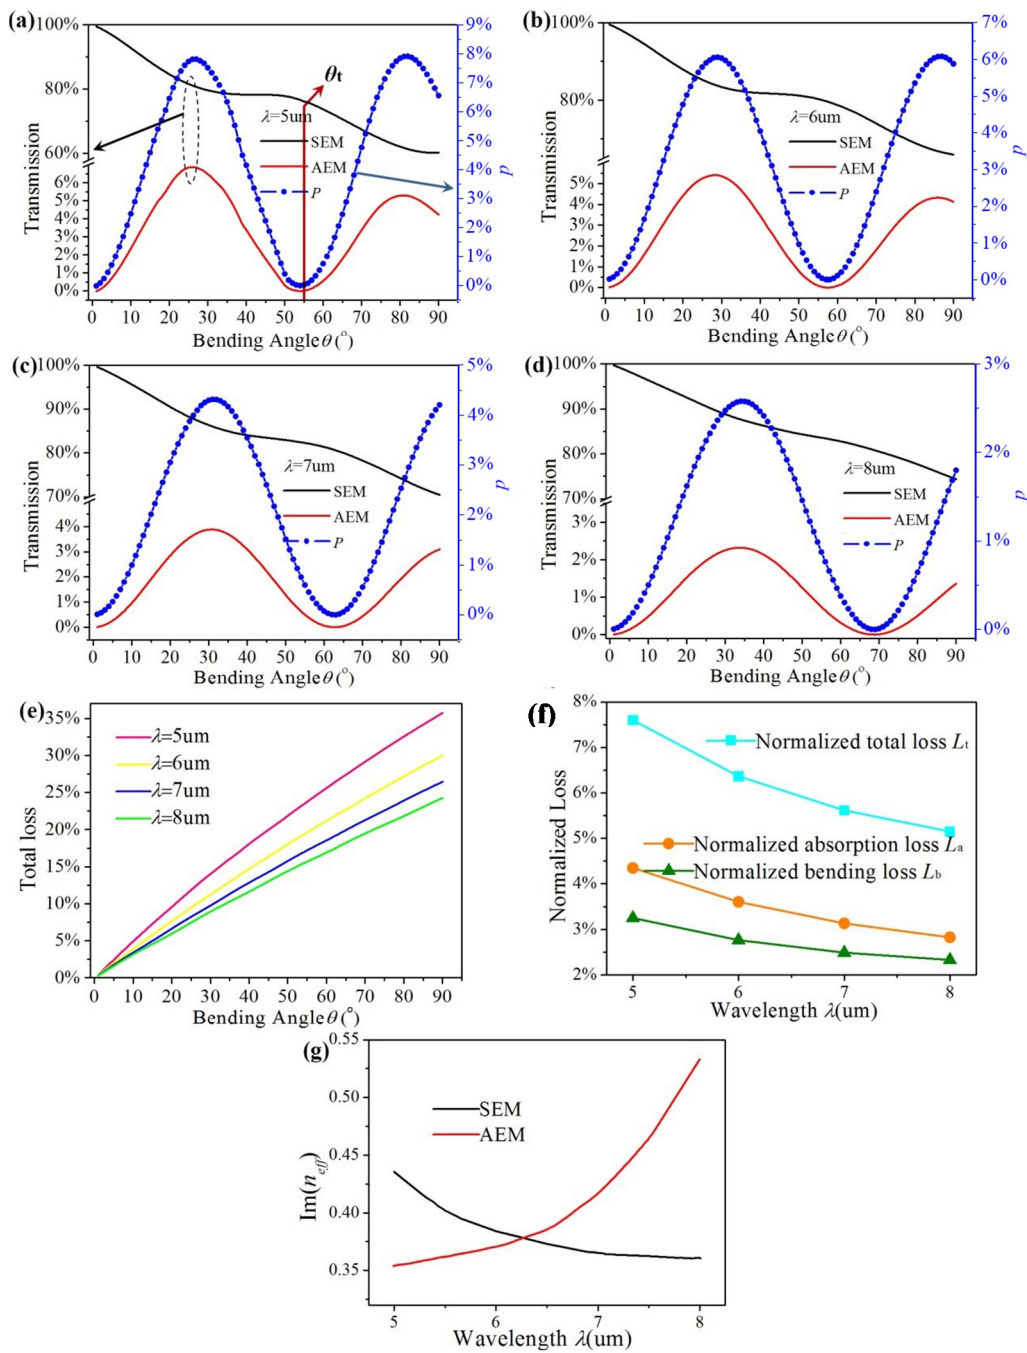 (a)
100%
80%
60%
6%
5%
4%
3%
2%
1%
0%
Transmission
Transmission
9%
8%
7%
6%
5%
4%
3%
2%
1%
0%
p
θt
λ=5um
SEM
AEM
P
0 10 20 30 40 50 60 70 80 90
Bending Angle θ (°)
(b)
100%
80%
5%
4%
3%
2%
1%
0%
Transmission
Transmission
7%
6%
5%
4%
3%
2%
1%
0%
p
λ=6um
SEM
AEM
P
0 10 20 30 40 50 60 70 80 90
Bending Angle θ (°)
(c)
100%
90%
80%
70%
4%
3%
2%
1%
0%
Transmission
Transmission
5%
4%
3%
2%
1%
0%
p
λ=7um
SEM
AEM
P
0 10 20 30 40 50 60 70 80 90
Bending Angle θ (°)
(d)
100%
90%
80%
70%
3%
2%
1%
0%
Transmission
Transmission
3%
2%
1%
0%
p
λ=8um
SEM
AEM
P
0 10 20 30 40 50 60 70 80 90
Bending Angle θ (°)
(e)
35%
30%
25%
20%
15%
10%
5%
0%
Total loss
λ=5um
λ=6um
λ=7um
λ=8um
0 10 20 30 40 50 60 70 80 90
Bending Angle θ (°)
(f)
8%
7%
6%
5%
4%
3%
2%
Normalized Loss
Normalized total loss Lt
Normalized absorption loss La
Normalized bending loss Lb
5 6 7 8
Wavelength λ(um)
(g)
0.55
0.50
0.45
0.40
0.35
Im(neff)
SEM
AEM
5 6 7 8
Wavelength λ(um)